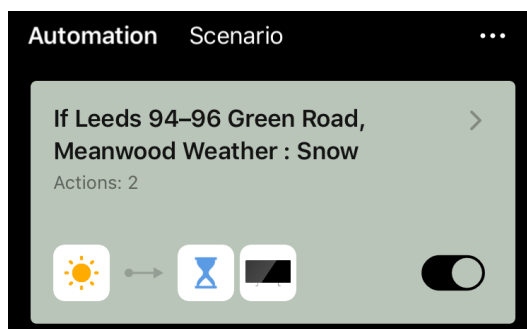 Automation Scenario
If Leeds 94–96 Green Road,
Meanwood Weather : Snow
Actions: 2